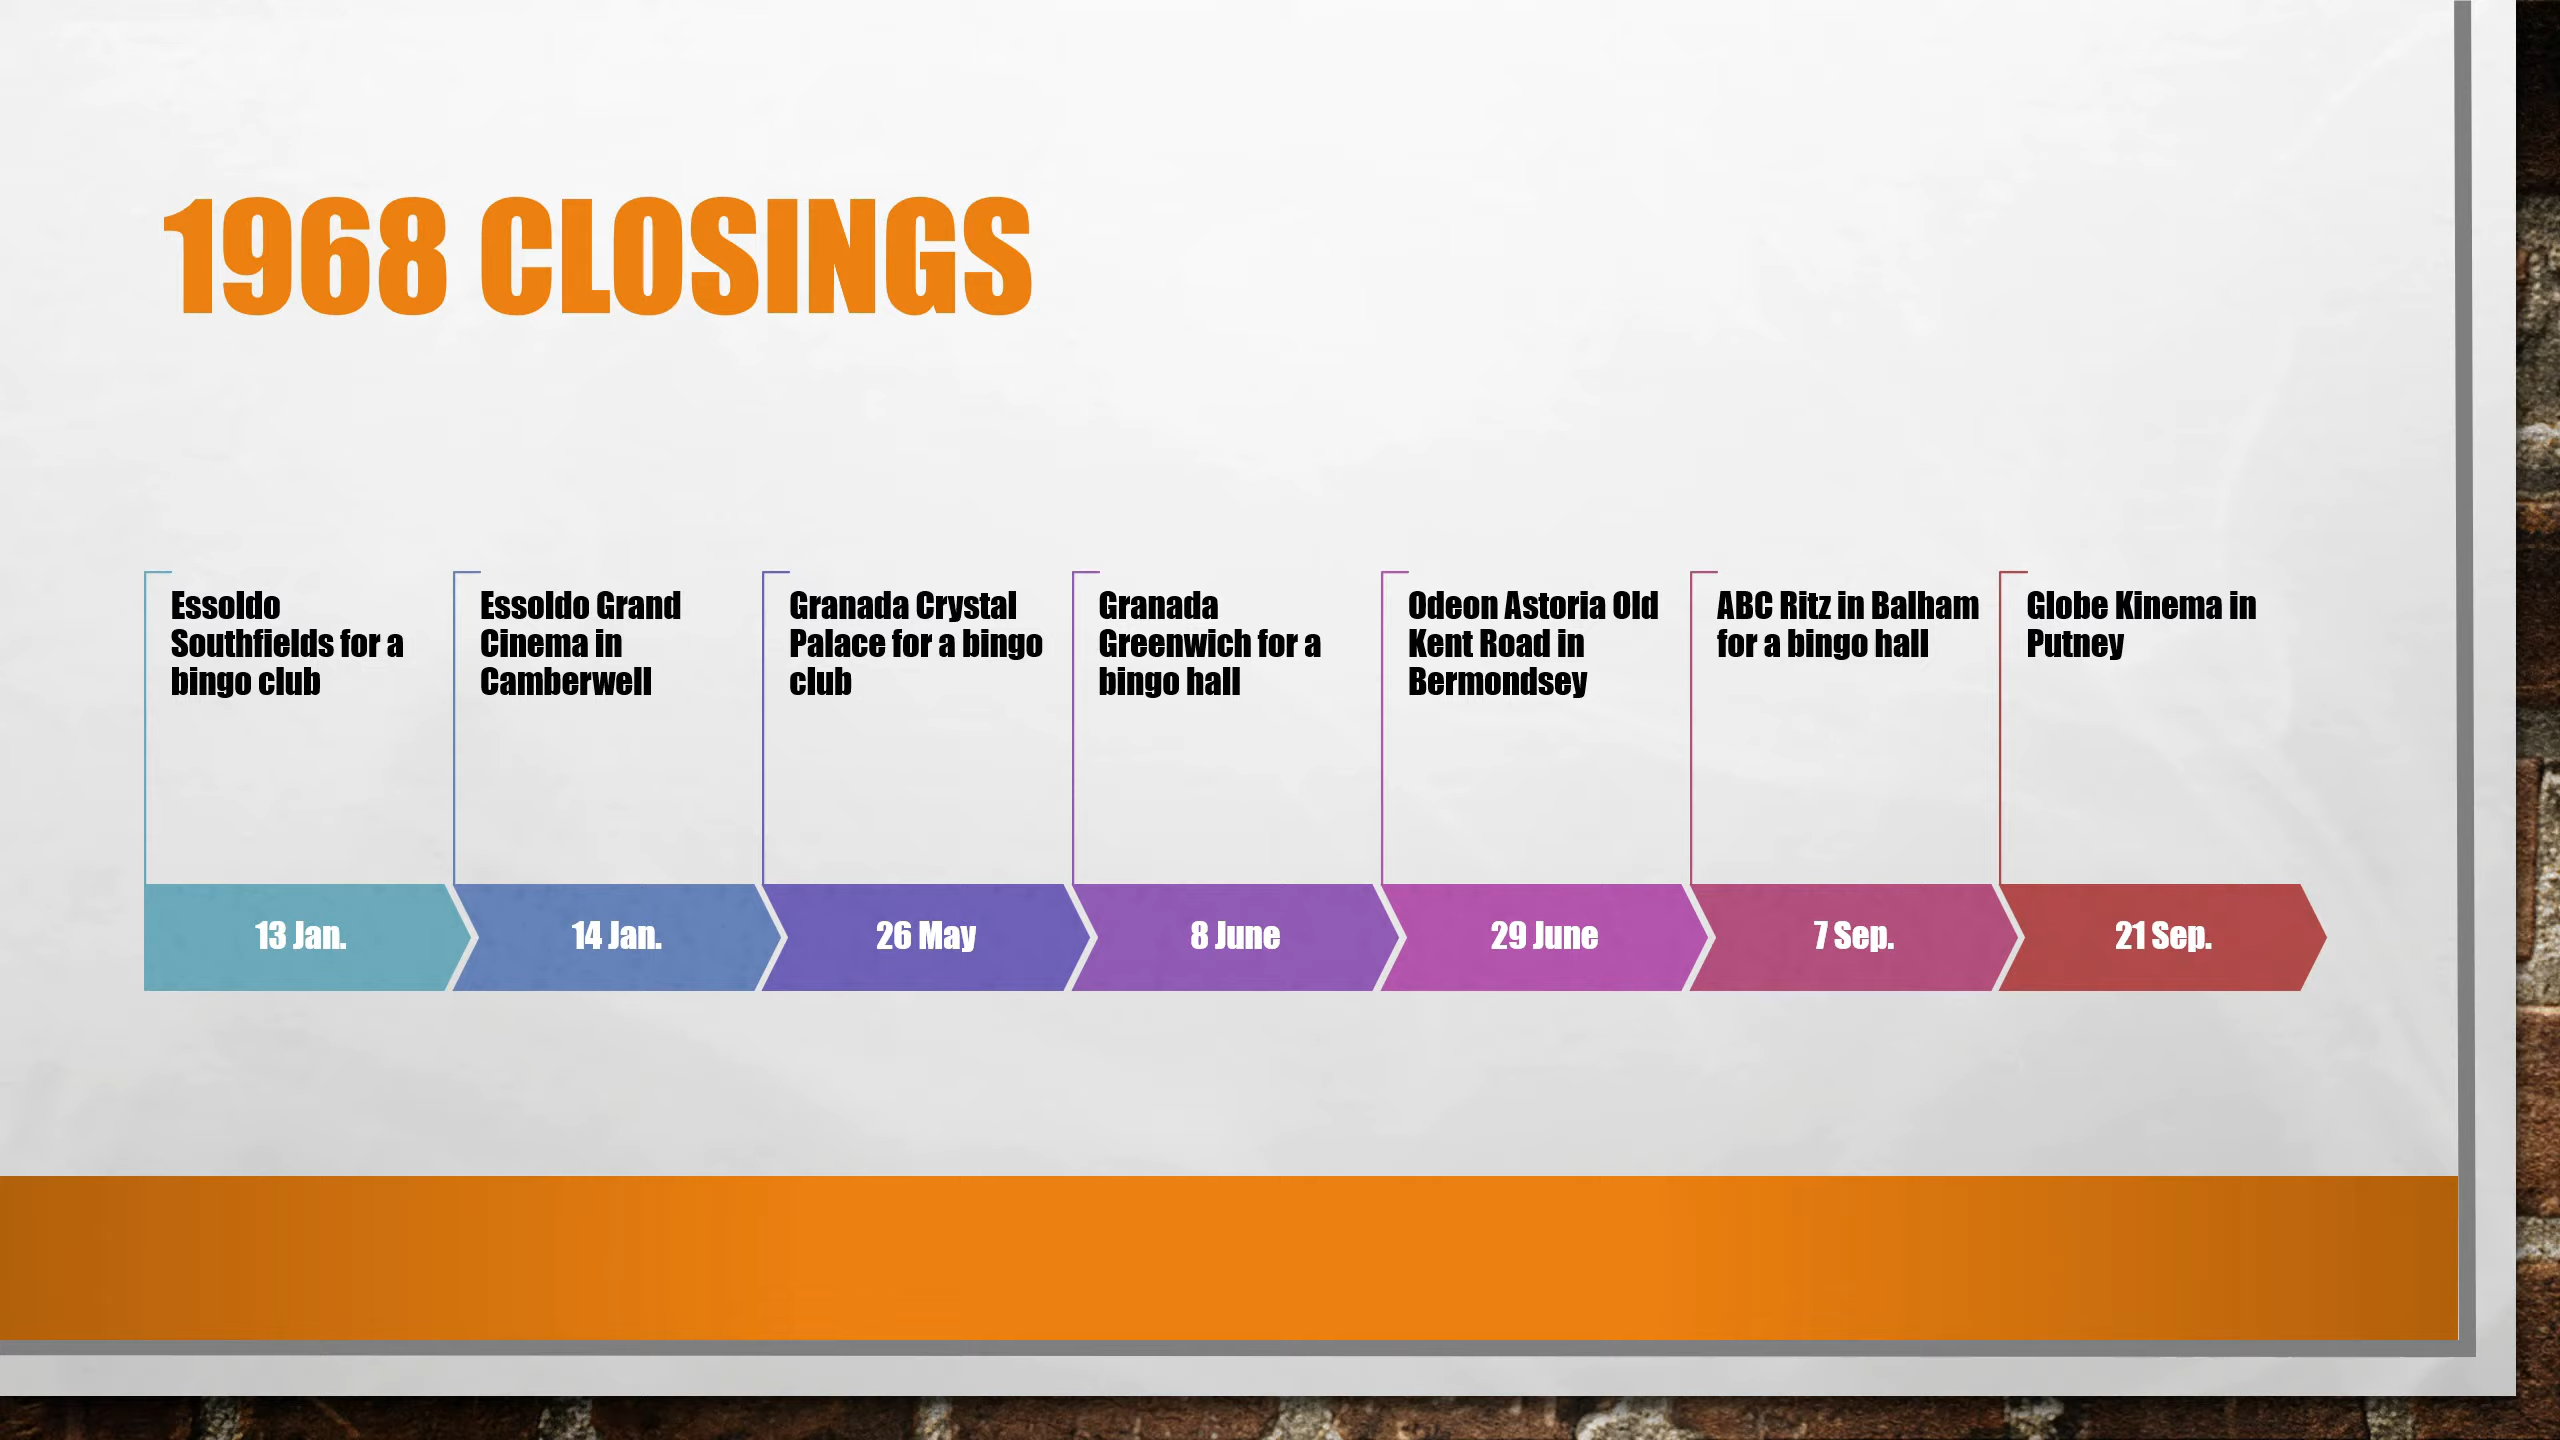 1968 CLOSINGS
Essoldo
Southfields for a
bingo club
Essoldo Grand
Cinema in
Camberwell
Granada Crystal
Palace for a bingo
club
Granada
Greenwich for a
bingo hall
Odeon Astoria Old
Kent Road in
Bermondsey
ABC Ritz in Balham
for a bingo hall
Globe Kinema in
Putney
13 Jan.
14 Jan.
26 May
8 June
29 June
7 Sep.
21 Sep.